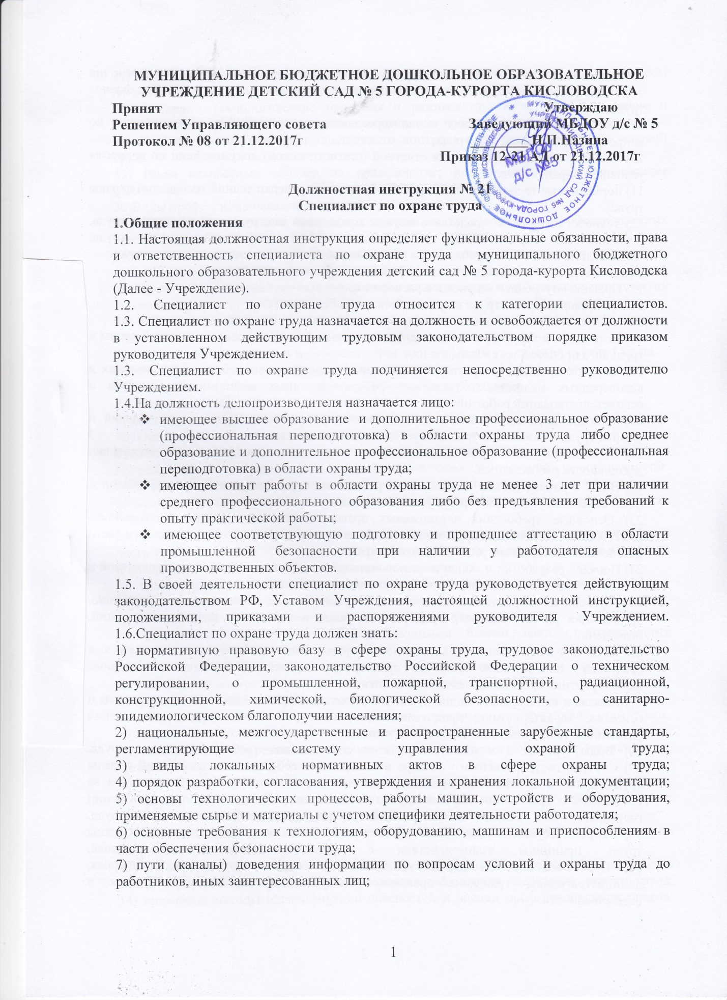 МУНИЦИПАЛЬНОЕ БЮДЖЕТНОЕ ДОШКОЛЬНОЕ ОБРАЗОВАТЕЛЬНОЕ
УЧРЕЖДЕНИЕ ДЕТСКИЙ САД № 5 ГОРОДА-КУРОРТА КИСЛОВОДСКА
Принят Утверждаю
Решением Управляющего совета Заведующий МБДОУ д/с № 5
Протокол № 08 от 21.12.2017г _________Н.П.Назина
Приказ 12-21 АД от 21.12.2017г
МБДОУ
д/с №5
Должностная инструкция № 21
Специалист по охране труда
1.Общие положения
1.1. Настоящая должностная инструкция определяет функциональные обязанности, права
и ответственность специалиста по охране труда муниципального бюджетного
дошкольного образовательного учреждения детский сад № 5 города-курорта Кисловодска
(Далее - Учреждение).
1.2. Специалист по охране труда относится к категории специалистов.
1.3. Специалист по охране труда назначается на должность и освобождается от должности
в установленном действующим трудовым законодательством порядке приказом
руководителя Учреждением.
1.3. Специалист по охране труда подчиняется непосредственно руководителю
Учреждением.
1.4.На должность делопроизводителя назначается лицо:
❖ имеющее высшее образование и дополнительное профессиональное образование
(профессиональная переподготовка) в области охраны труда либо среднее
образование и дополнительное профессиональное образование (профессиональная
переподготовка) в области охраны труда;
❖ имеющее опыт работы в области охраны труда не менее 3 лет при наличии
среднего профессионального образования либо без предъявления требований к
опыту практической работы;
❖ имеющее соответствующую подготовку и прошедшее аттестацию в области
промышленной безопасности при наличии у работодателя опасных
производственных объектов.
1.5. В своей деятельности специалист по охране труда руководствуется действующим
законодательством РФ, Уставом Учреждения, настоящей должностной инструкцией,
положениями, приказами и распоряжениями руководителя Учреждением.
1.6.Специалист по охране труда должен знать:
1) нормативную правовую базу в сфере охраны труда, трудовое законодательство
Российской Федерации, законодательство Российской Федерации о техническом
регулировании, о промышленной, пожарной, транспортной, радиационной,
конструкционной, химической, биологической безопасности, о санитарно-
эпидемиологическом благополучии населения;
2) национальные, межгосударственные и распространенные зарубежные стандарты,
регламентирующие систему управления охраной труда;
3) виды локальных нормативных актов в сфере охраны труда;
4) порядок разработки, согласования, утверждения и хранения локальной документации;
5) основы технологических процессов, работы машин, устройств и оборудования,
применяемые сырье и материалы с учетом специфики деятельности работодателя;
6) основные требования к технологиям, оборудованию, машинам и приспособлениям в
части обеспечения безопасности труда;
7) пути (каналы) доведения информации по вопросам условий и охраны труда до
работников, иных заинтересованных лиц;
1